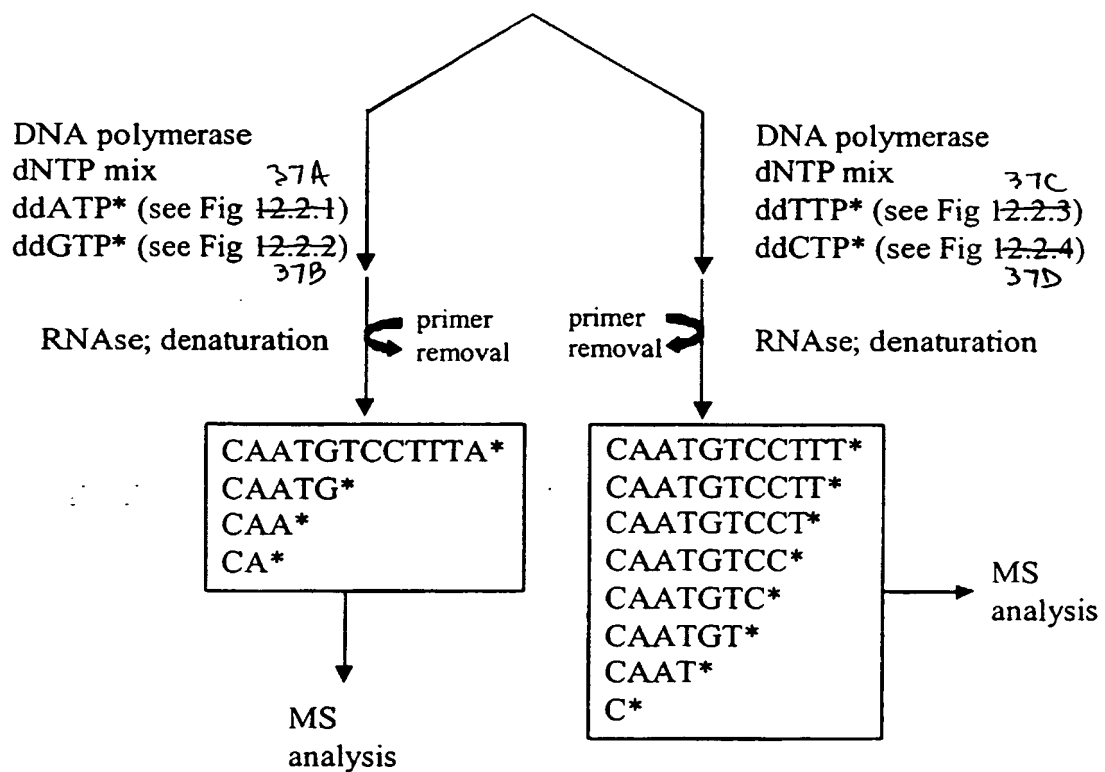 DNA polymerase
dNTP mix
37A
ddATP* (see Fig 12.2.1)
ddGTP* (see Fig 12.2.2)
37B
RNAse; denaturation
primer
removal
CAATGTCCTTTA*
CAATG*
CAA*
CA*
MS
analysis
DNA polymerase
dNTP mix
37C
ddTTP* (see Fig 12.2.3)
ddCTP* (see Fig 12.2.4)
37D
primer
removal
RNAse; denaturation
CAATGTCCTTT*
CAATGTCCTT*
CAATGTCCT*
CAATGTCC*
CAATGTC*
CAATGT*
CAAT*
C*
MS
analysis